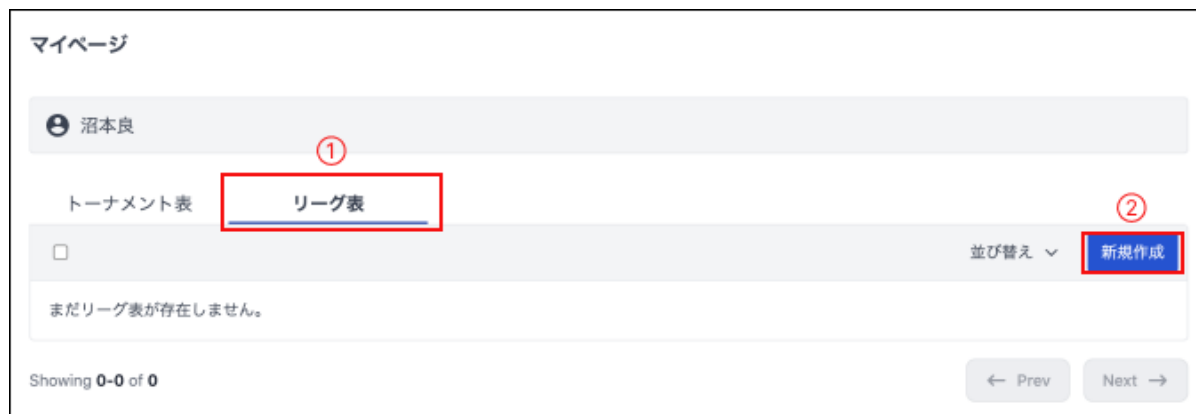 マイページ
沼本良
①
トーナメント表 リーグ表
②
並び替え 新規作成
まだリーグ表が存在しません。
Showing 0-0 of 0 ← Prev Next →